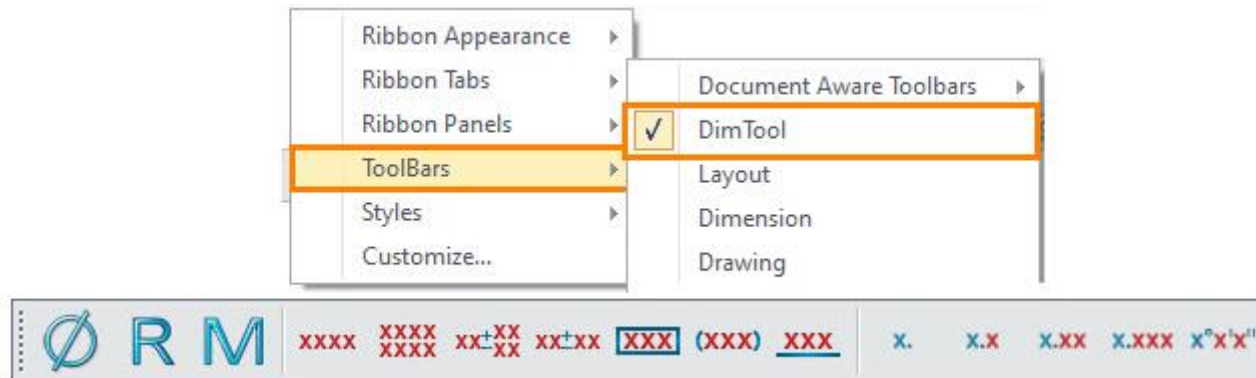 Ribbon Appearance
Ribbon Tabs
Ribbon Panels
ToolBars
Styles
Customize...
Document Aware Toolbars
DimTool
Layout
Dimension
Drawing
Ø R M xxxx xxxx xx±xx xx±xx xxx (xxx) xxx x. x.x x.xx x.xxx x°x'x"
xxxx xx